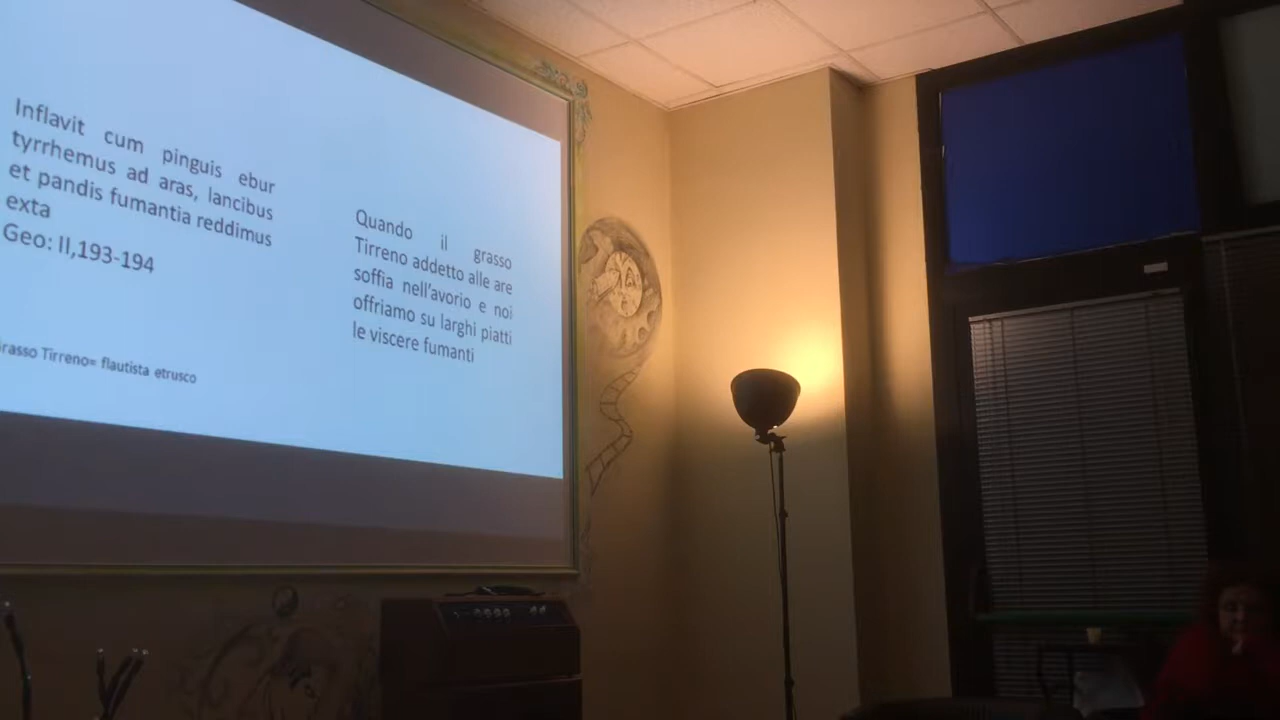 Inflavit cum pinguis ebur
tyrrhemus ad aras, lancibus
et pandis fumantia reddimus
exta
Geo: II,193-194
Quando il grasso
Tirreno addetto alle are
soffia nell'avorio e noi
offriamo su larghi piatti
le viscere fumanti
rasso Tirreno= flautista etrusco